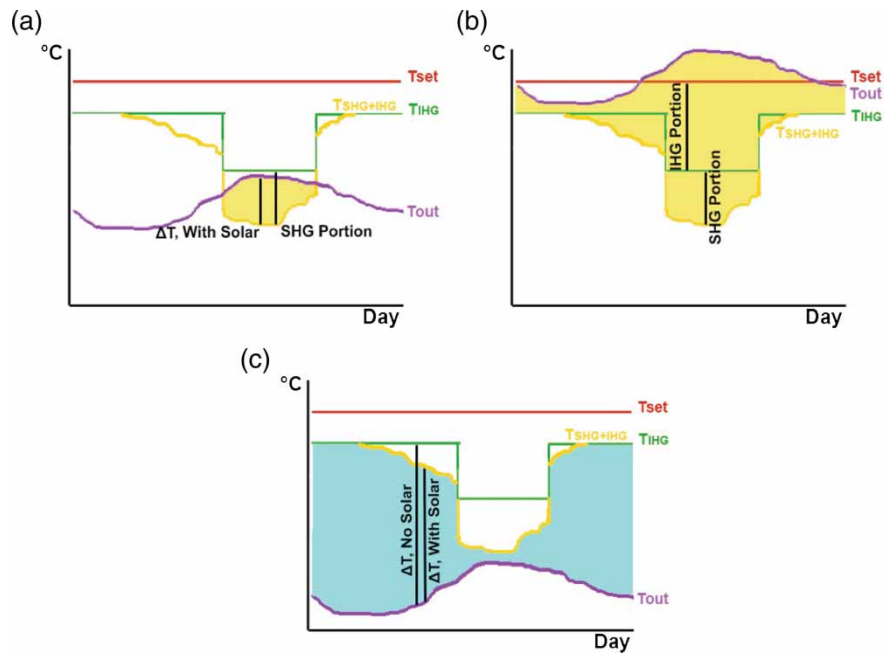 (a)
°C
Tset
TSHG+IHG
TIHG
Tout
ΔT, With Solar
SHG Portion
Day
(b)
°C
Tset
Tout
TIHG
TSHG+IHG
IHG Portion
SHG Portion
Day
(c)
°C
Tset
TSHG+IHG
TIHG
ΔT, No Solar
ΔT, With Solar
Tout
Day